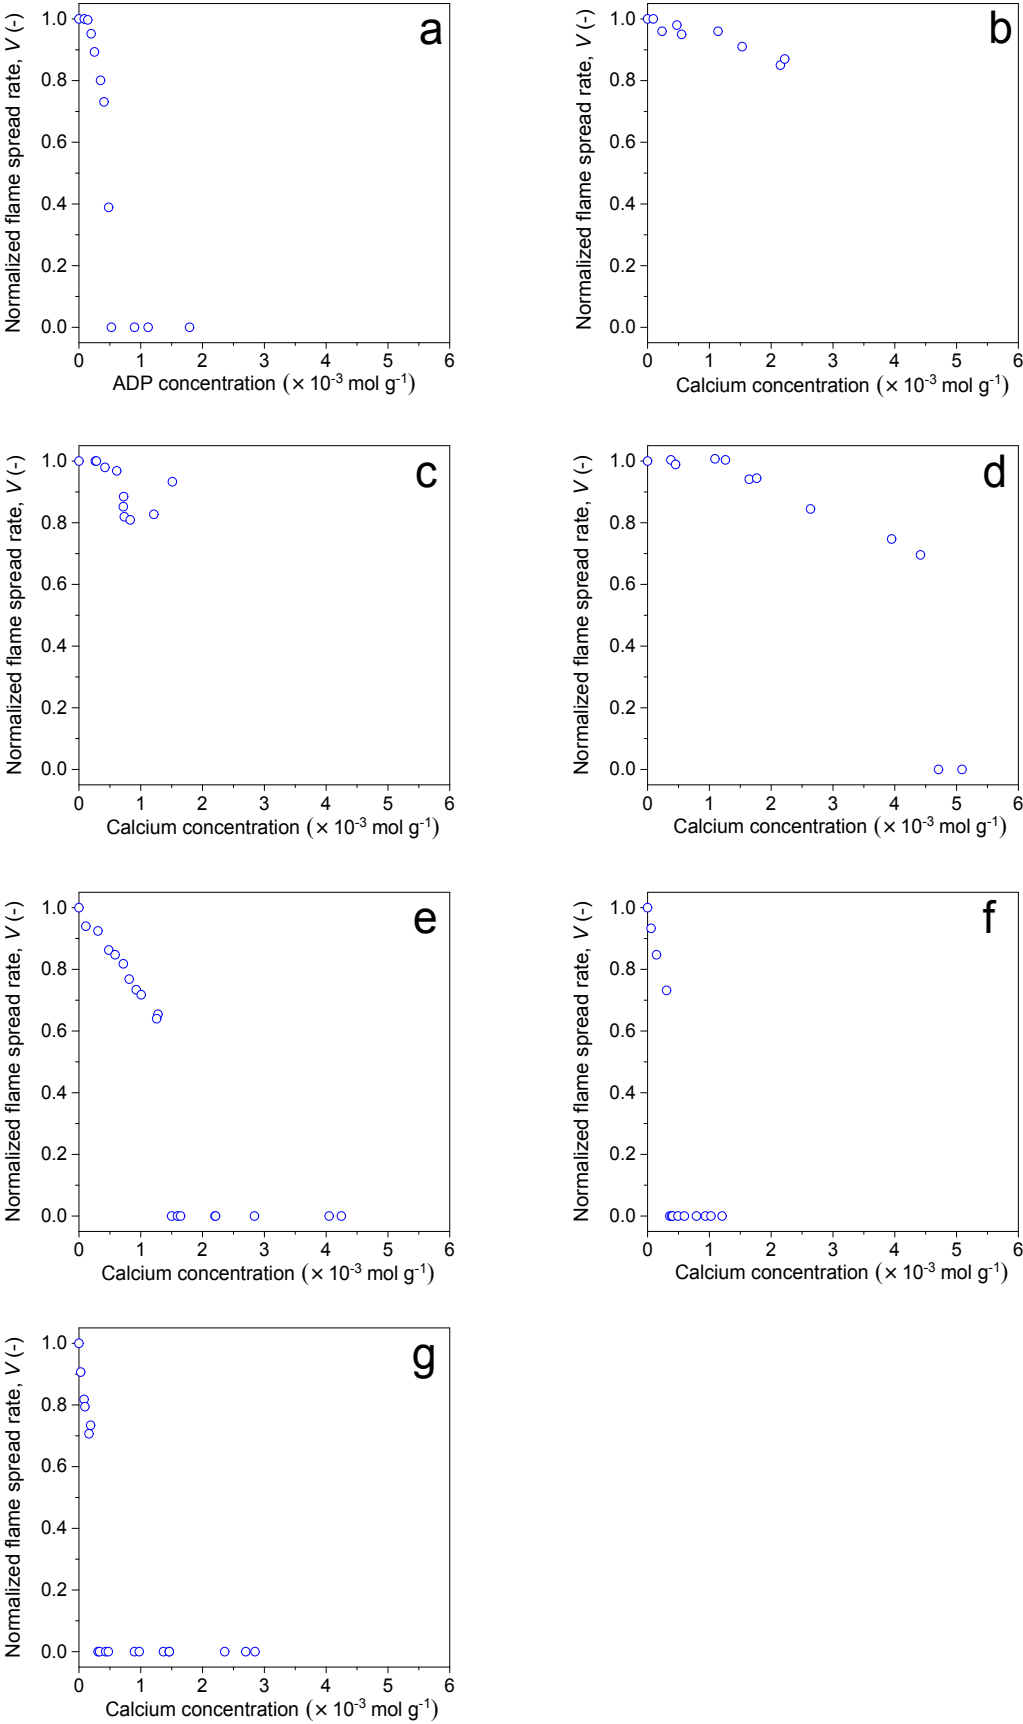 a
1.0
0.8
0.6
0.4
0.2
0.0
Normalized flame spread rate, V (-)
0 1 2 3 4 5 6
ADP concentration (× 10-3 mol g-1)
b
1.0
0.8
0.6
0.4
0.2
0.0
Normalized flame spread rate, V (-)
0 1 2 3 4 5 6
Calcium concentration (× 10-3 mol g-1)
c
1.0
0.8
0.6
0.4
0.2
0.0
Normalized flame spread rate, V (-)
0 1 2 3 4 5 6
Calcium concentration (× 10-3 mol g-1)
d
1.0
0.8
0.6
0.4
0.2
0.0
Normalized flame spread rate, V (-)
0 1 2 3 4 5 6
Calcium concentration (× 10-3 mol g-1)
e
1.0
0.8
0.6
0.4
0.2
0.0
Normalized flame spread rate, V (-)
0 1 2 3 4 5 6
Calcium concentration (× 10-3 mol g-1)
f
1.0
0.8
0.6
0.4
0.2
0.0
Normalized flame spread rate, V (-)
0 1 2 3 4 5 6
Calcium concentration (× 10-3 mol g-1)
g
1.0
0.8
0.6
0.4
0.2
0.0
Normalized flame spread rate, V (-)
0 1 2 3 4 5 6
Calcium concentration (× 10-3 mol g-1)